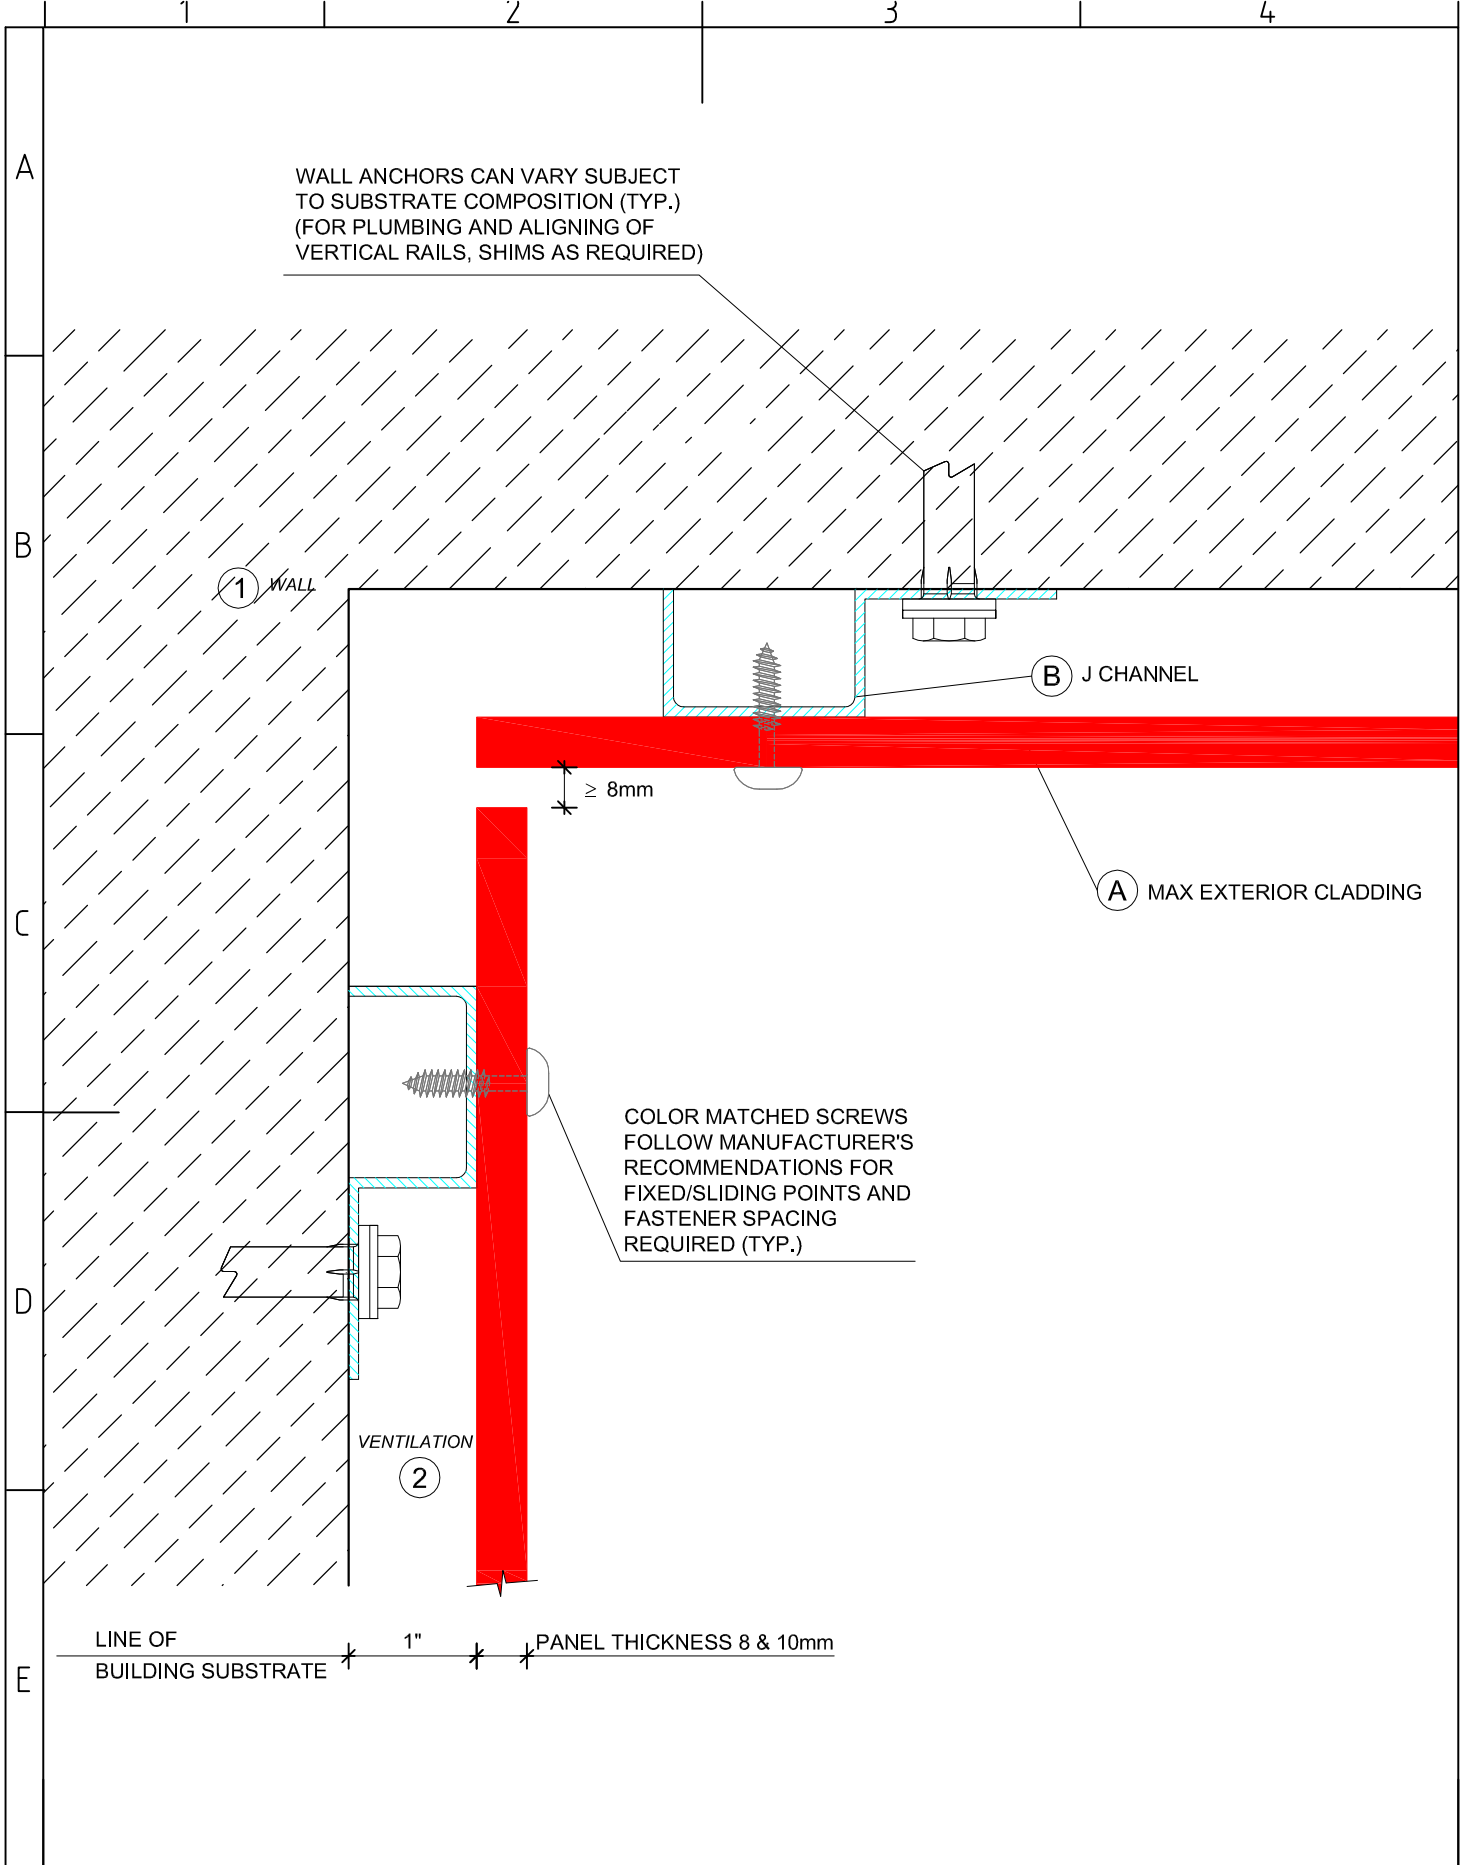 1 2 3 4
A
WALL ANCHORS CAN VARY SUBJECT
TO SUBSTRATE COMPOSITION (TYP.)
(FOR PLUMBING AND ALIGNING OF
VERTICAL RAILS, SHIMS AS REQUIRED)
B
1 WALL
B J CHANNEL
≥ 8mm
A MAX EXTERIOR CLADDING
C
COLOR MATCHED SCREWS
FOLLOW MANUFACTURER'S
RECOMMENDATIONS FOR
FIXED/SLIDING POINTS AND
FASTENER SPACING
REQUIRED (TYP.)
D
VENTILATION
2
LINE OF
BUILDING SUBSTRATE
1"
PANEL THICKNESS 8 & 10mm
E